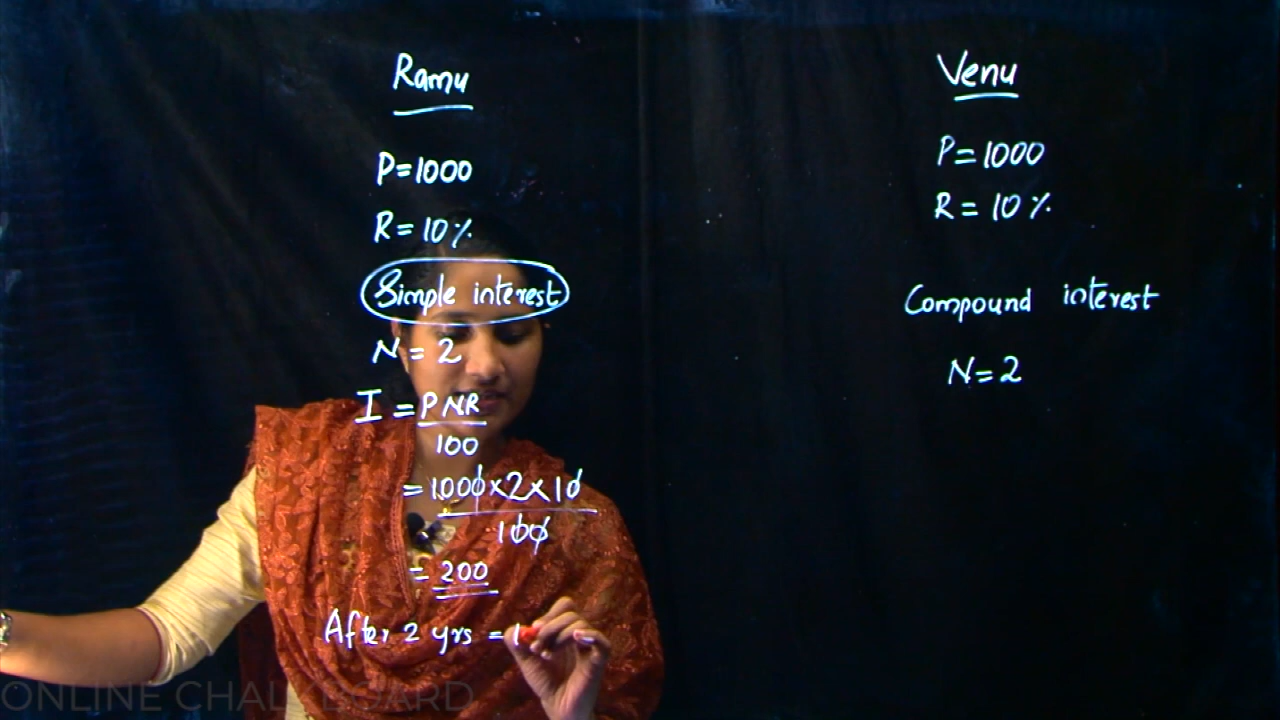 Ramu
P=1000
R=10%
Simple interest
N=2
I = PNR
100
= 1000×2×10
100
= 200
After 2 yrs = 1
Venu
P=1000
R=10%
Compound interest
N=2
ONLINE CHALKBOARD